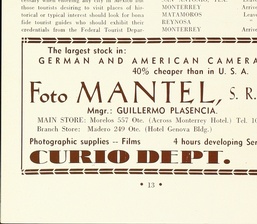 tourists desiring to visit places of his-
torical or typical interest should look for bona
fide tourist guides who should exhibit their
credentials from the Federal Tourist Depar-
MONTERREY
MATAMOROS
REYNOSA
MONTERREY
The largest stock in:
GERMAN AND AMERICAN CAMERA
40% cheaper than in U. S. A.
Foto MANTEL, S. R.
Mngr.: GUILLERMO PLASENCIA.
MAIN STORE: Morelos 557 Ote. (Across Monterrey Hotel.) Tel. 10
Branch Store: Madero 249 Ote. (Hotel Genova Bldg.)
Photographic supplies -- Films 4 hours developing Ser
CURIO DEPT.
• 13 •